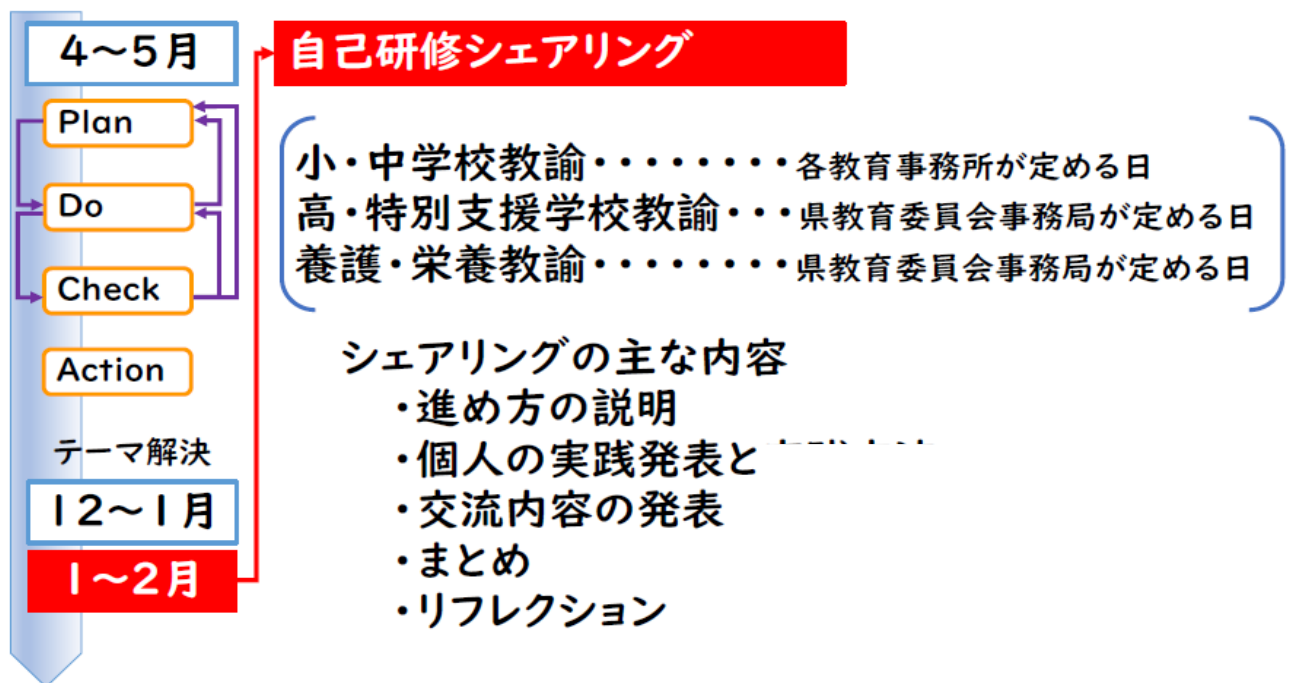 4～5月
自己研修シェアリング
Plan
Do
Check
Action
テーマ解決
12～1月
1～2月
小・中学校教諭・・・・・・・・各教育事務所が定める日
高・特別支援学校教諭・・・県教育委員会事務局が定める日
養護・栄養教諭・・・・・・・・県教育委員会事務局が定める日
シェアリングの主な内容
・進め方の説明
・個人の実践発表と
・交流内容の発表
・まとめ
・リフレクション